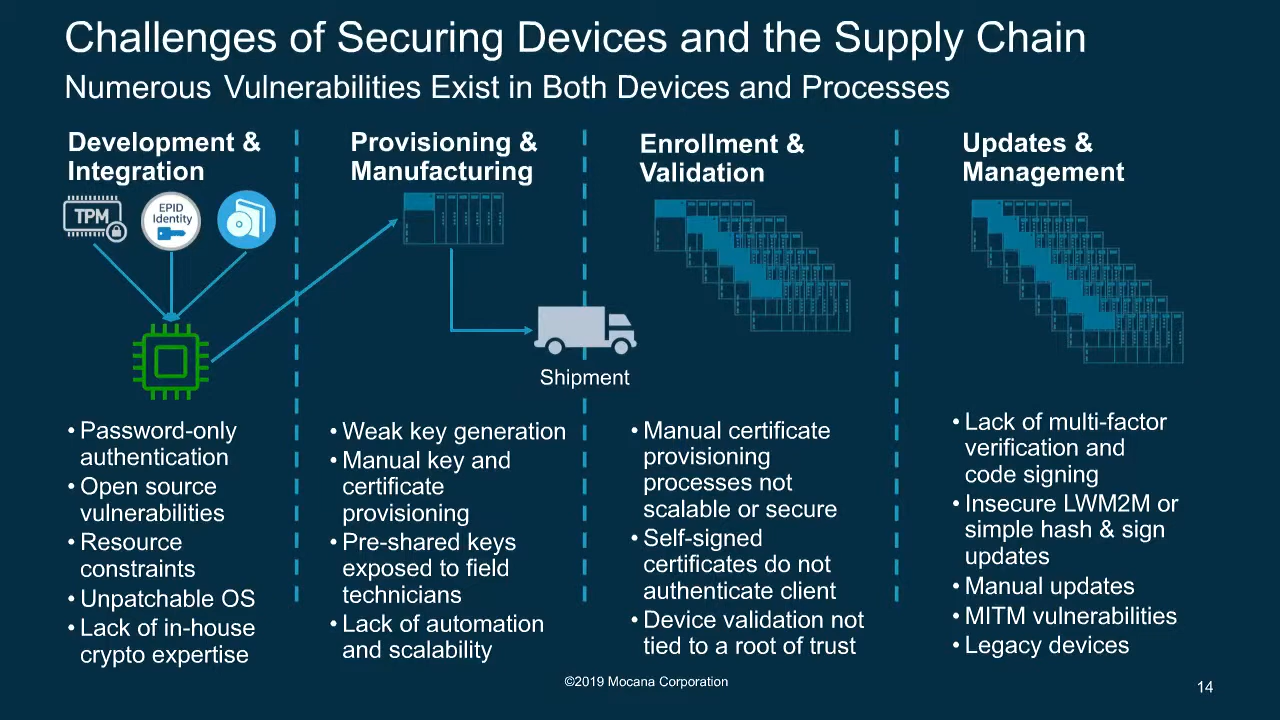 Challenges of Securing Devices and the Supply Chain
Numerous Vulnerabilities Exist in Both Devices and Processes
Development &
Integration
TPM
EPID
Identity
• Password-only
authentication
• Open source
vulnerabilities
• Resource
constraints
• Unpatchable OS
• Lack of in-house
crypto expertise
Provisioning &
Manufacturing
Shipment
• Weak key generation
• Manual key and
certificate
provisioning
• Pre-shared keys
exposed to field
technicians
• Lack of automation
and scalability
Enrollment &
Validation
• Manual certificate
provisioning
processes not
scalable or secure
• Self-signed
certificates do not
authenticate client
• Device validation not
tied to a root of trust
Updates &
Management
• Lack of multi-factor
verification and
code signing
• Insecure LWM2M or
simple hash & sign
updates
• Manual updates
• MITM vulnerabilities
• Legacy devices
©2019 Mocana Corporation
14